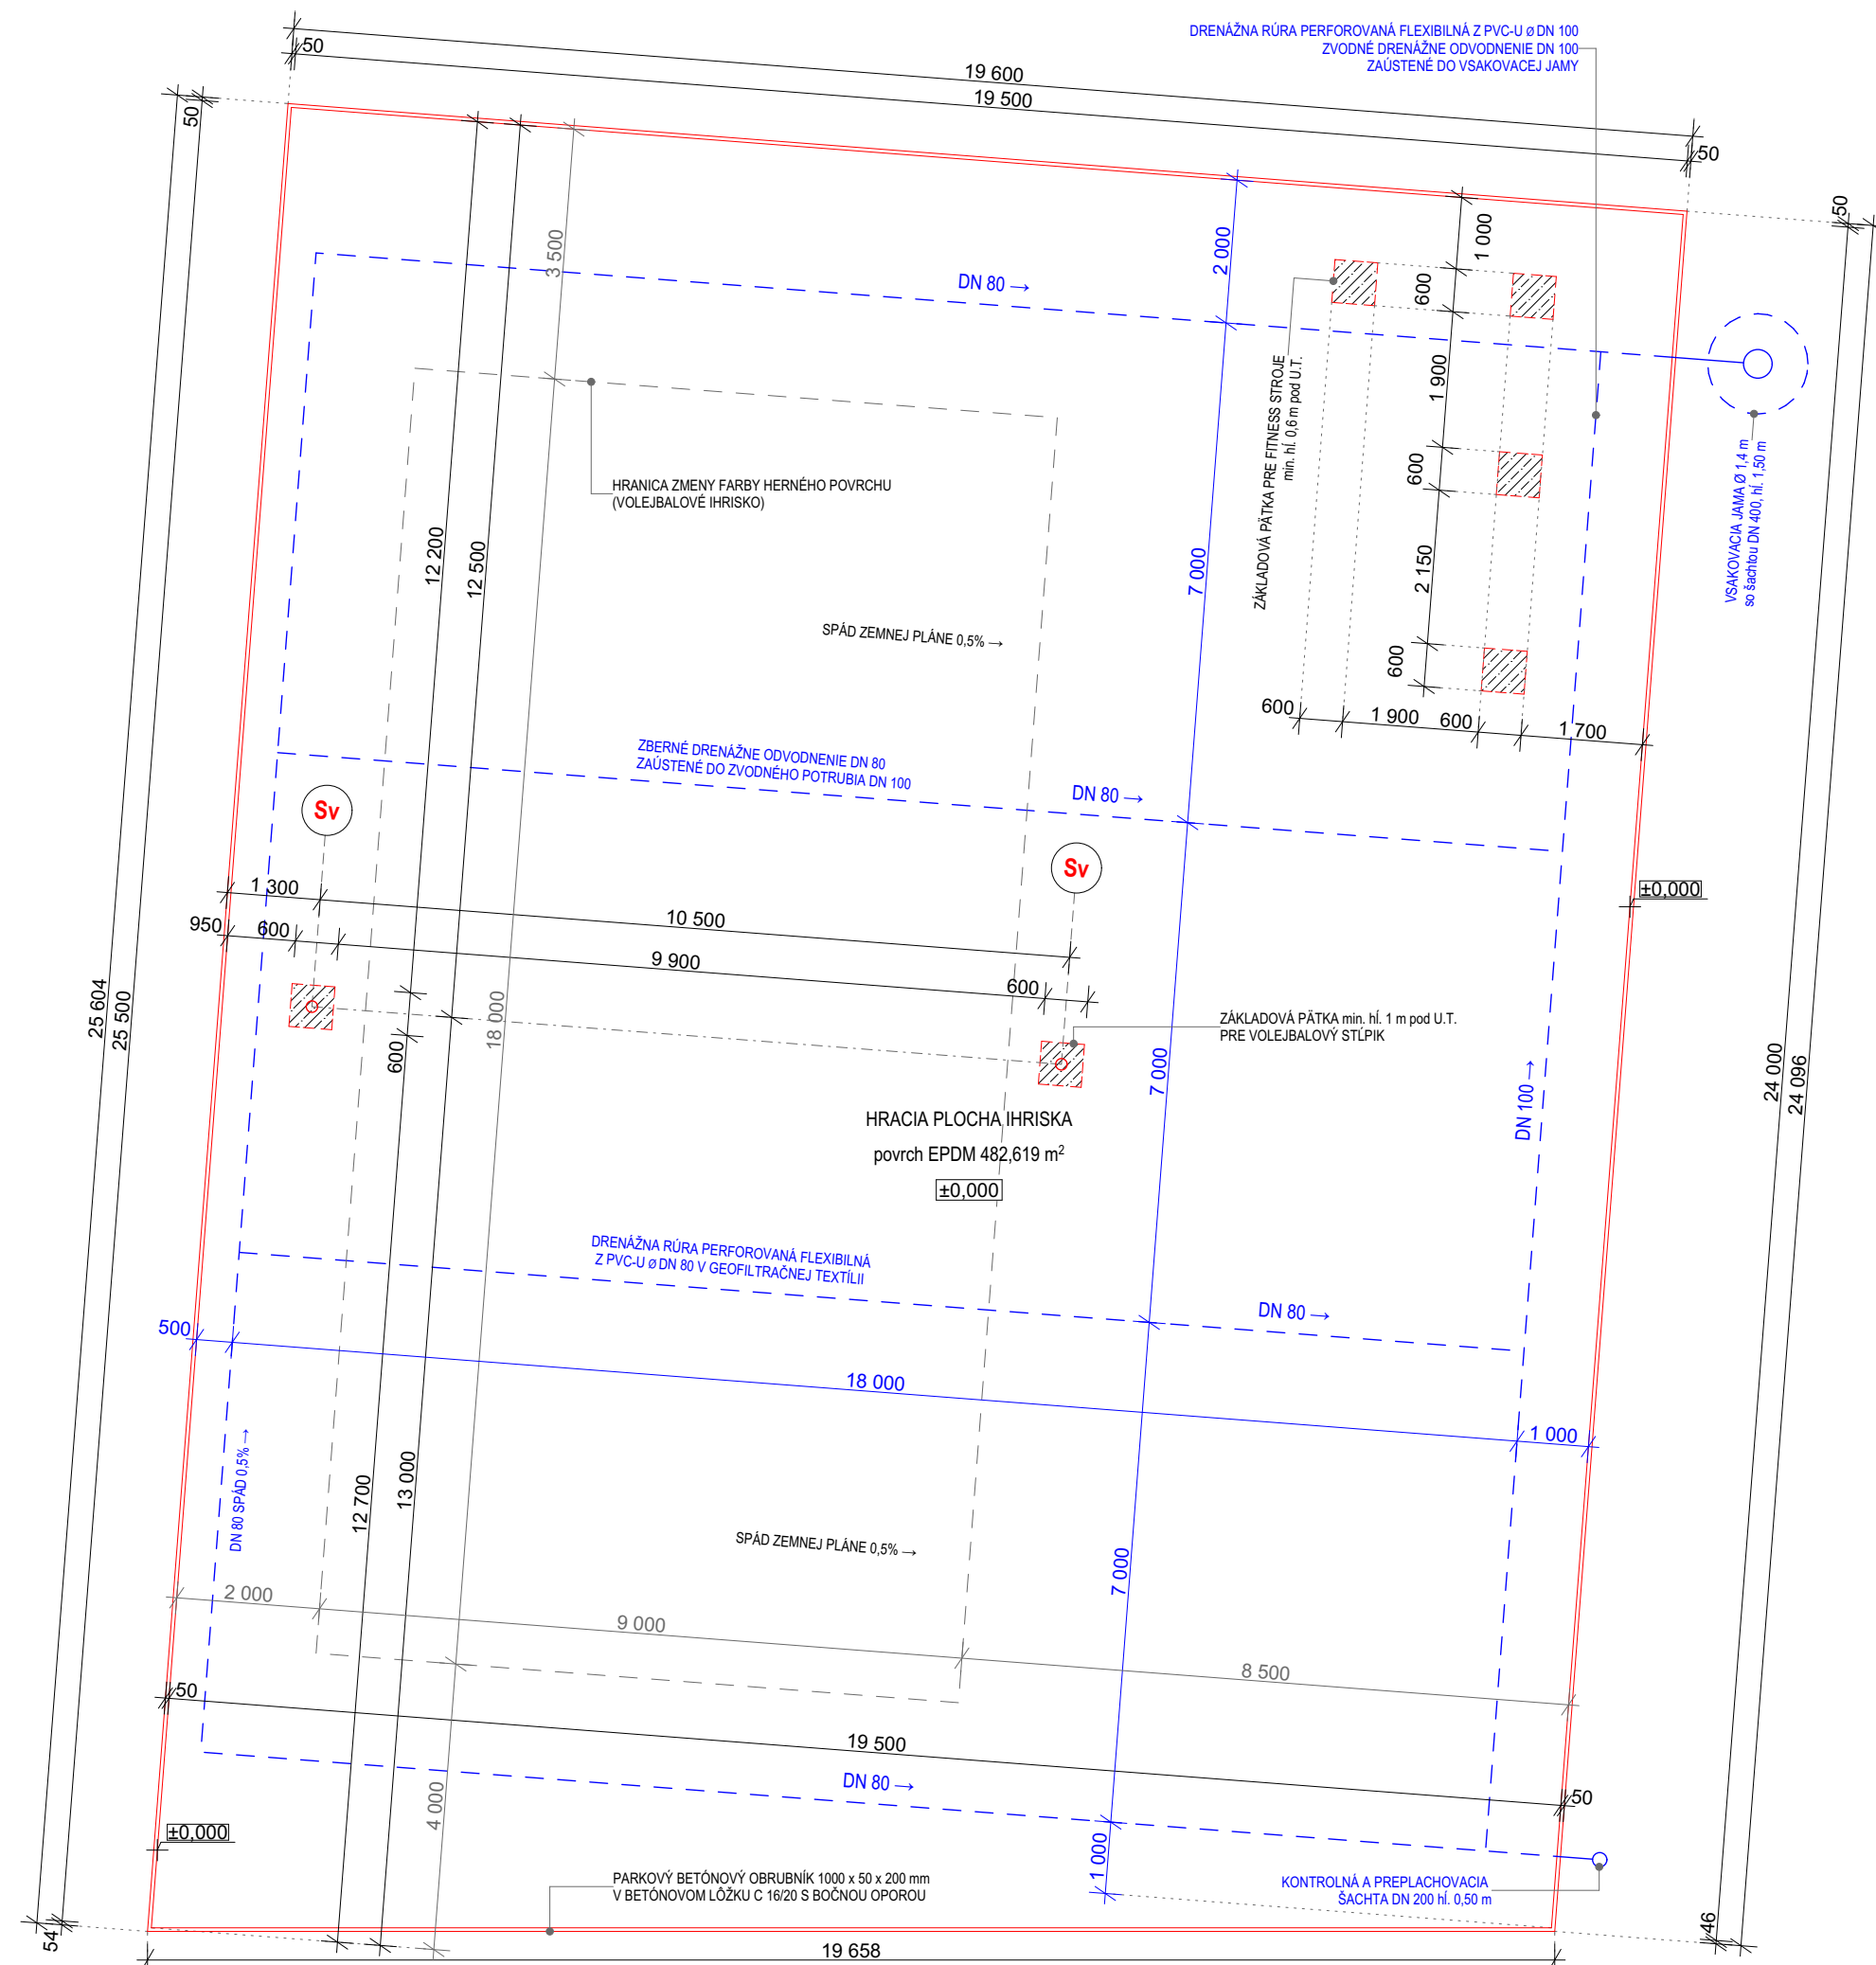 DRENÁŽNA RÚRA PERFOROVANÁ FLEXIBILNÁ Z PVC-U Ø DN 100
ZVODNÉ DRENÁŽNE ODVODNENIE DN 100
ZAÚSTENÉ DO VSAKOVACEJ JAMY
50
19 600
19 500
50
50
50
3 500
2 000
1 000
600
1 900
600
2 150
600
DN 80 →
ZÁKLADOVÁ PÄTKA PRE FITNESS STROJE
min. hĺ. 0,6 m pod U.T.
VSAKOVACIA JAMA Ø 1,4 m
so šachtou DN 400, hĺ. 1,50 m
HRANICA ZMENY FARBY HERNÉHO POVRCHU
(VOLEJBALOVÉ IHRISKO)
12 200
12 500
7 000
SPÁD ZEMNEJ PLÁNE 0,5% →
600
1 900
600
1 700
ZBERNÉ DRENÁŽNE ODVODNENIE DN 80
ZAÚSTENÉ DO ZVODNÉHO POTRUBIA DN 100
DN 80 →
Sv
Sv
±0,000
1 300
10 500
950
600
9 900
600
25 604
25 500
18 000
600
ZÁKLADOVÁ PÄTKA min. hĺ. 1 m pod U.T.
PRE VOLEJBALOVÝ STĹPIK
7 000
24 000
24 096
DN 100 →
HRACIA PLOCHA IHRISKA
povrch EPDM 482,619 m²
±0,000
DRENÁŽNA RÚRA PERFOROVANÁ FLEXIBILNÁ
Z PVC-U Ø DN 80 V GEOFILTRAČNEJ TEXTÍLII
DN 80 →
500
18 000
1 000
DN 80 SPÁD 0,5% →
12 700
13 000
SPÁD ZEMNEJ PLÁNE 0,5% →
7 000
2 000
9 000
8 500
50
19 500
50
DN 80 →
4 000
±0,000
1 000
PARKOVÝ BETÓNOVÝ OBRUBNÍK 1000 x 50 x 200 mm
V BETÓNOVOM LÔŽKU C 16/20 S BOČNOU OPOROU
KONTROLNÁ A PREPLACHOVACIA
ŠACHTA DN 200 hĺ. 0,50 m
54
46
19 658